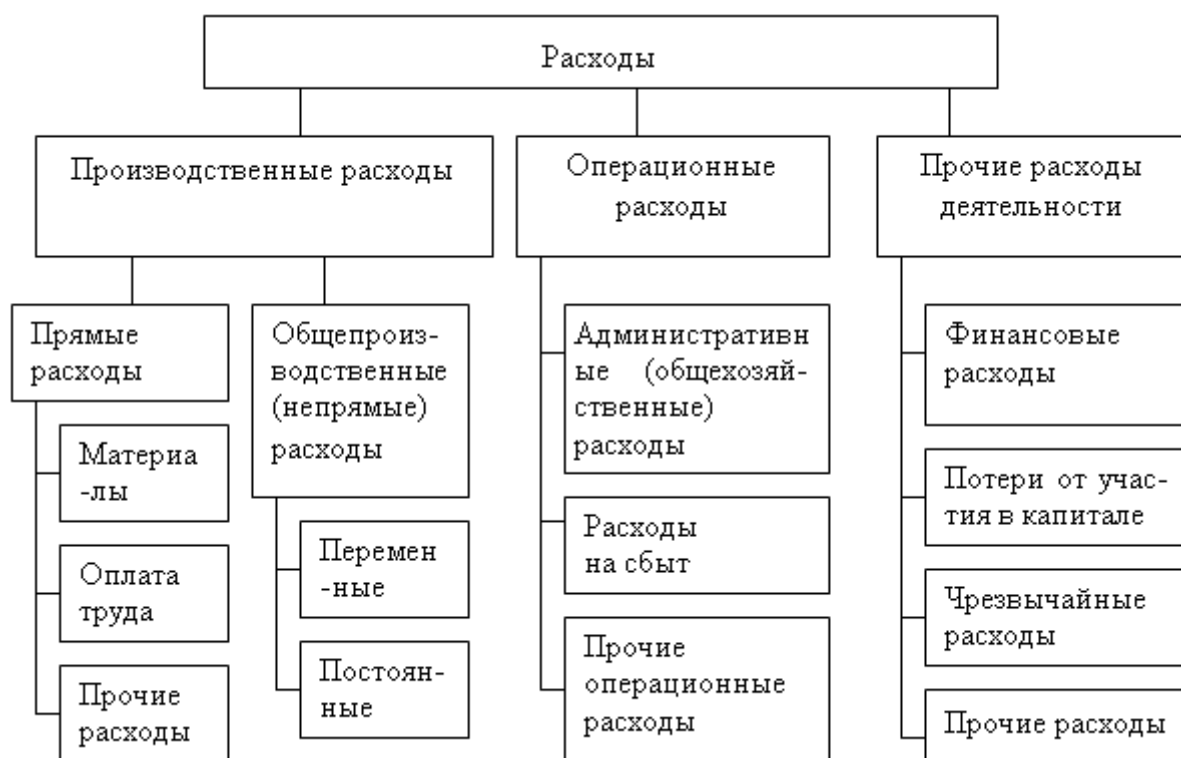 Расходы
Производственные расходы
Операционные
расходы
Прочие расходы
деятельности
Прямые
расходы
Материа
-лы
Оплата
труда
Прочие
расходы
Общепроиз-
водственные
(непрямые)
расходы
Перемен
-ные
Постоян-
ные
Административн
ые (общехозяй-
ственные)
расходы
Расходы
на сбыт
Прочие
операционные
расходы
Финансовые
расходы
Потери от учас-
тия в капитале
Чрезвычайные
расходы
Прочие расходы